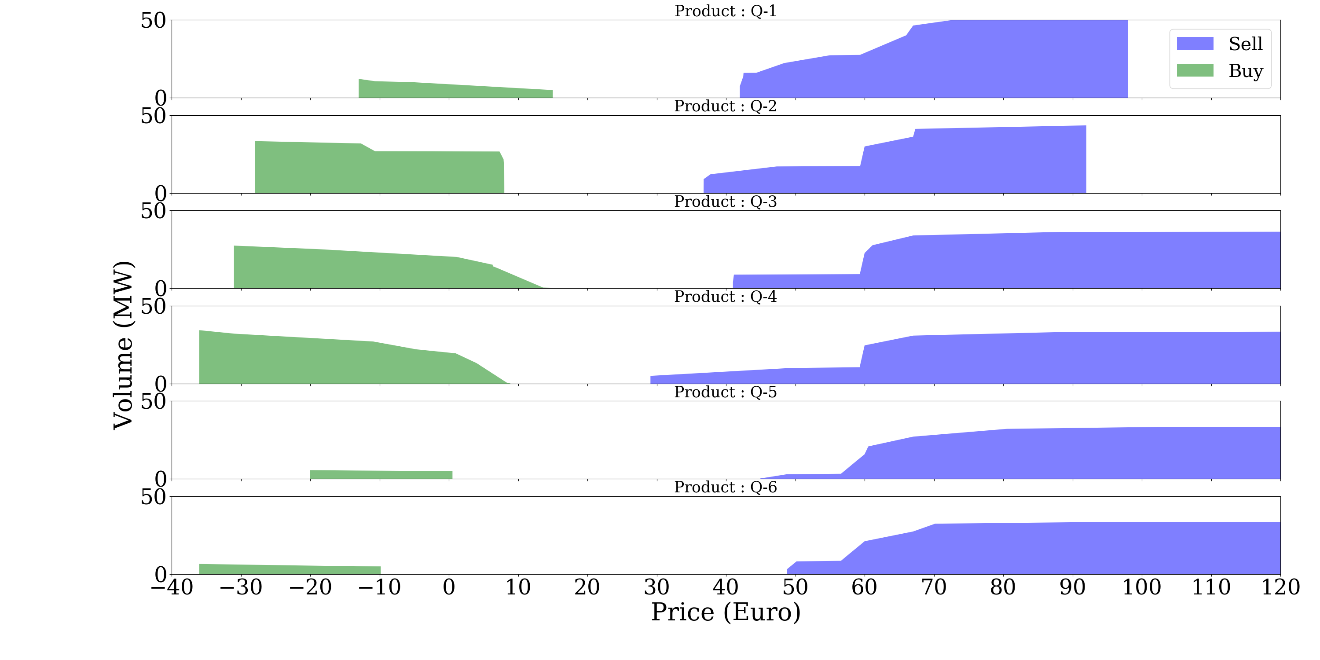 Product : Q-1
50
0
Sell
Buy
Product : Q-2
50
0
Product : Q-3
50
0
Product : Q-4
50
0
Product : Q-5
50
0
Product : Q-6
50
0
Volume (MW)
−40 −30 −20 −10 0 10 20 30 40 50 60 70 80 90 100 110 120
Price (Euro)